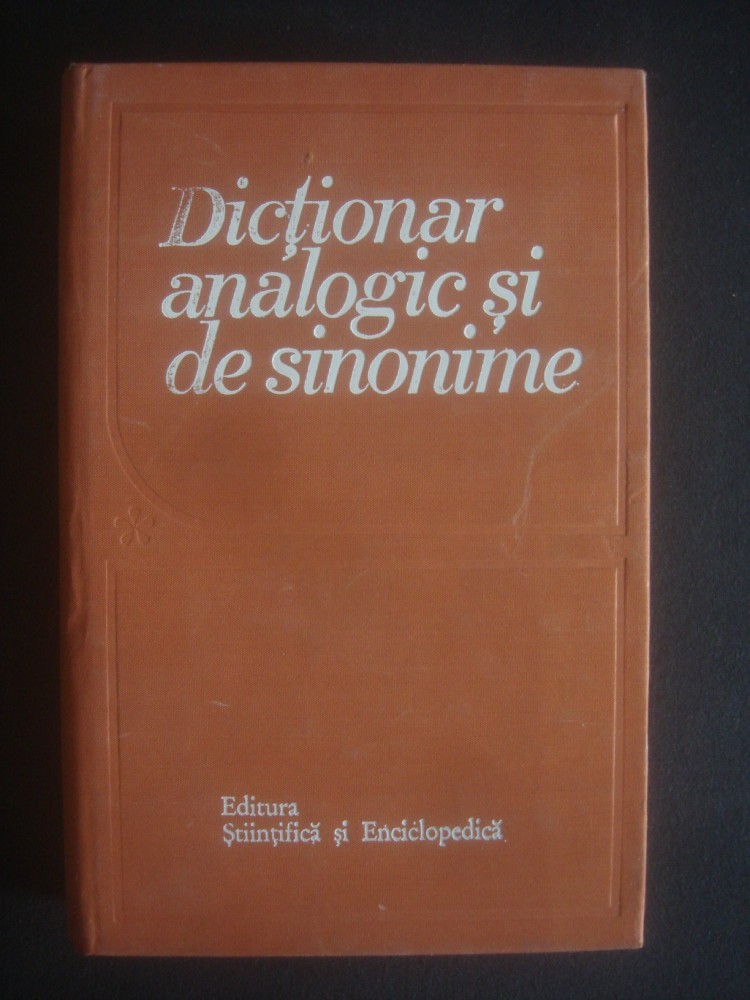 Dicționar
analogic și
de sinonime
Editura
Științifică și Enciclopedică